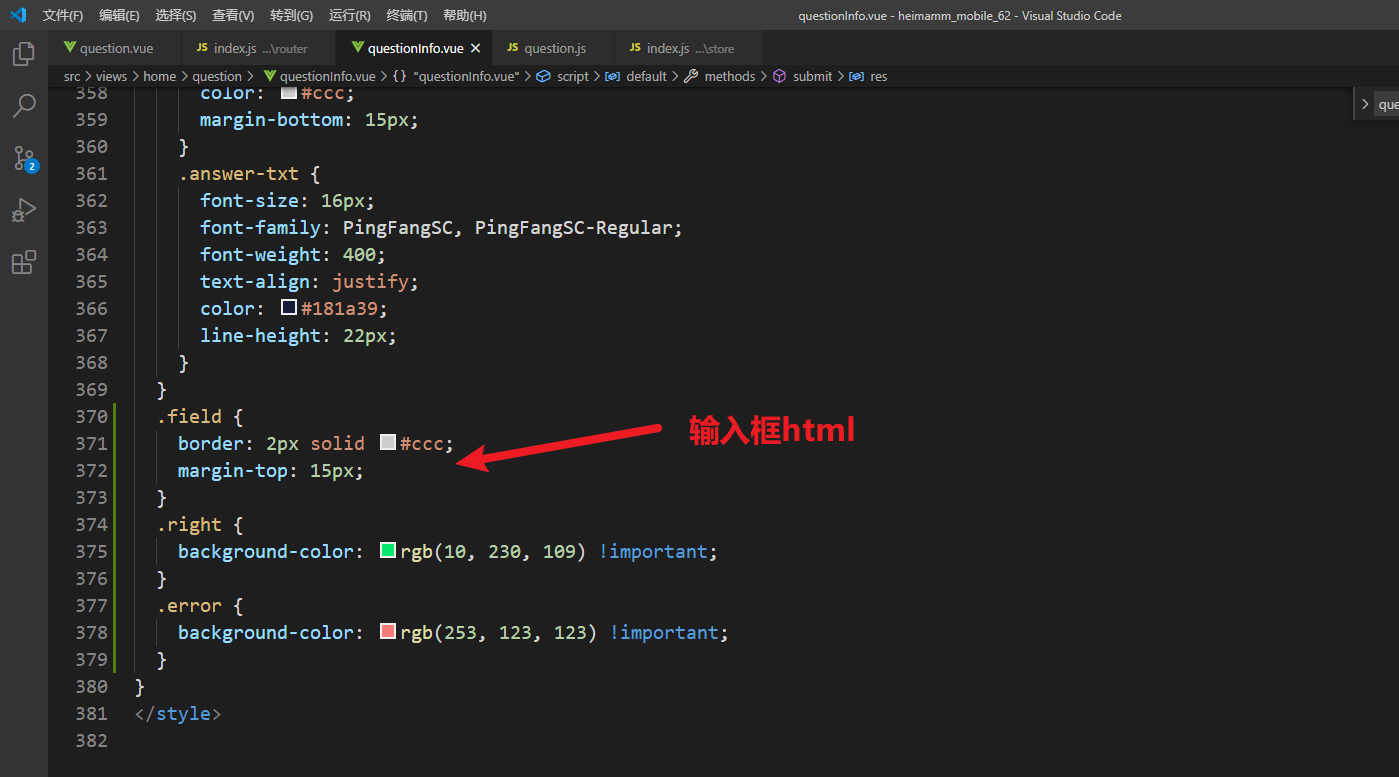 文件(F) 编辑(E) 选择(S) 查看(V) 转到(G) 运行(R) 终端(T) 帮助(H) questionInfo.vue - heimamm_mobile_62 - Visual Studio Code
question.vue JS index.js ...\router questionInfo.vue JS question.js JS index.js ...\store
src > views > home > question > questionInfo.vue > {} "questionInfo.vue" > script > default > methods > submit > res
358 color: #ccc;
que
359 margin-bottom: 15px;
360 }
361 .answer-txt {
2
362 font-size: 16px;
363 font-family: PingFangSC, PingFangSC-Regular;
364 font-weight: 400;
365 text-align: justify;
366 color: #181a39;
367 line-height: 22px;
368 }
369 }
370 .field {
输入框html
371 border: 2px solid #ccc;
372 margin-top: 15px;
373 }
374 .right {
375 background-color: rgb(10, 230, 109) !important;
376 }
377 .error {
378 background-color: rgb(253, 123, 123) !important;
379 }
380 }
381 </style>
382